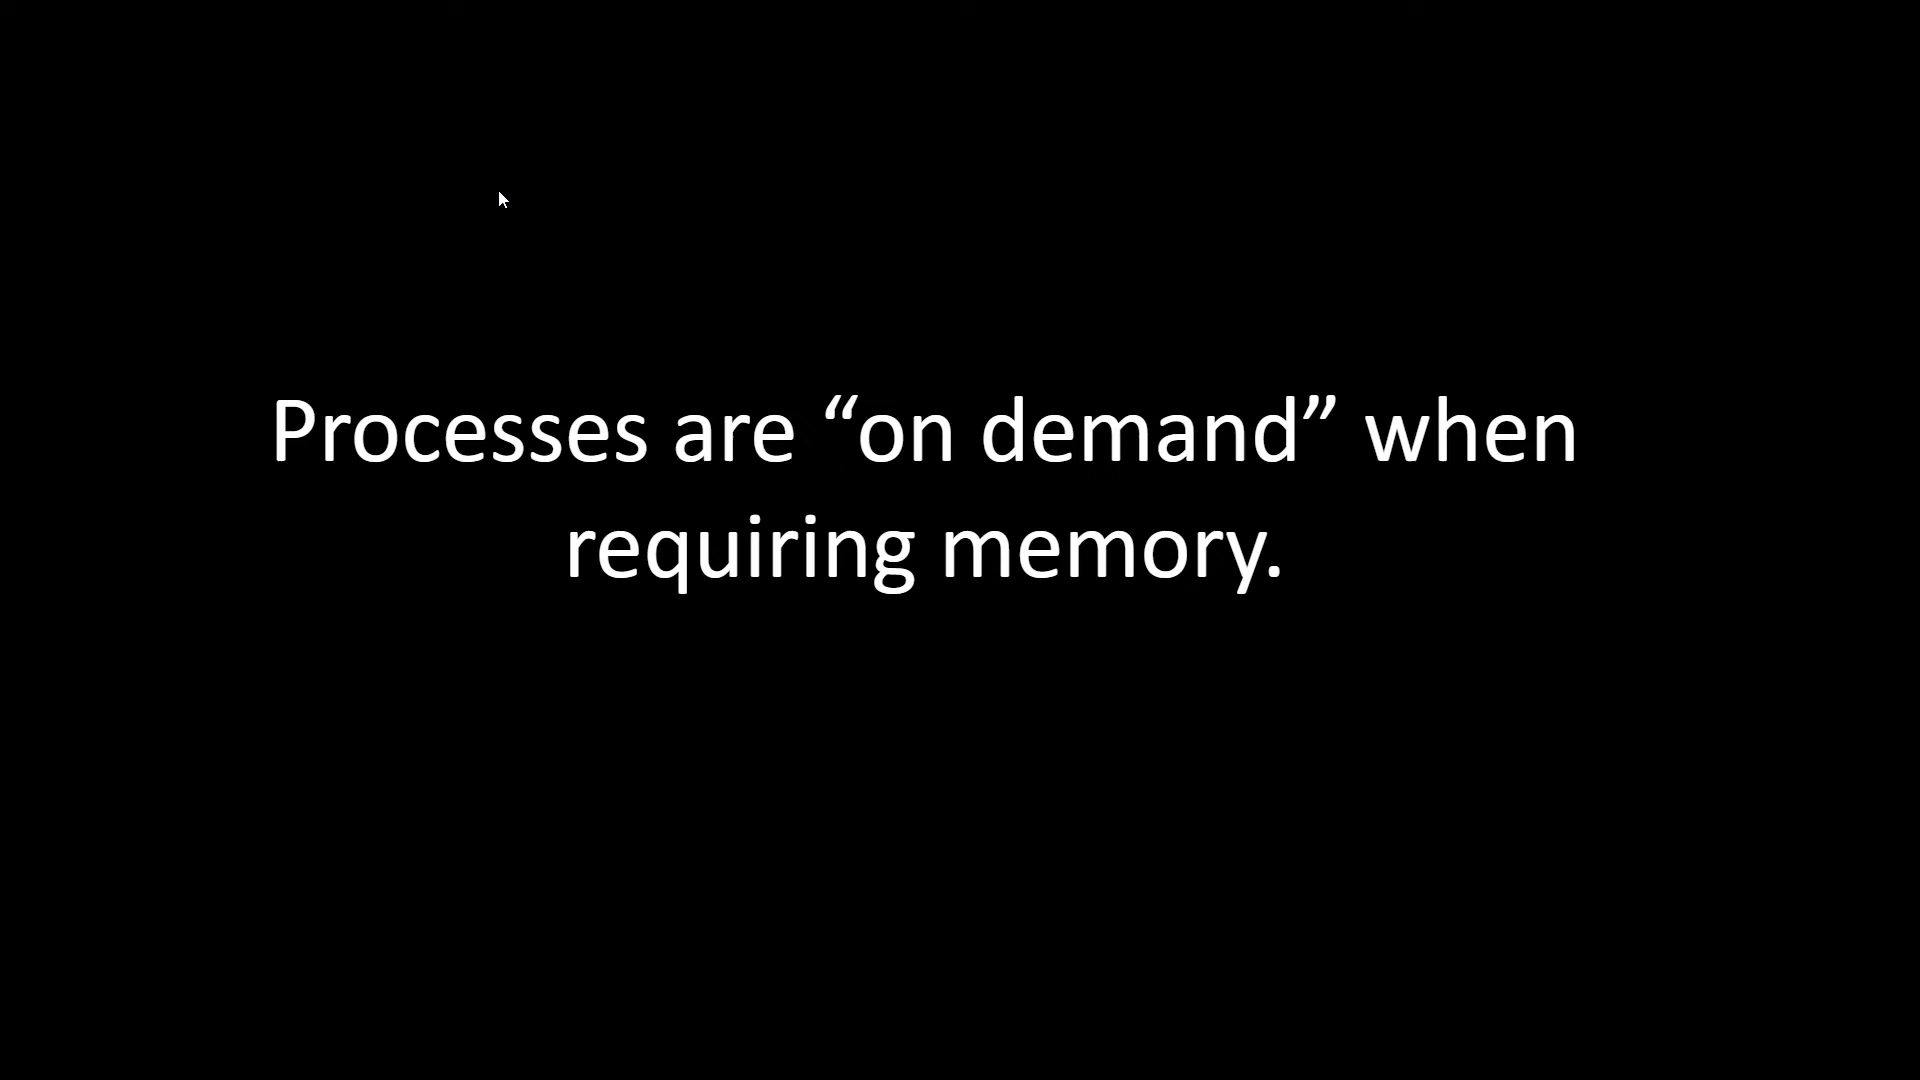 Processes are “on demand” when
requiring memory.